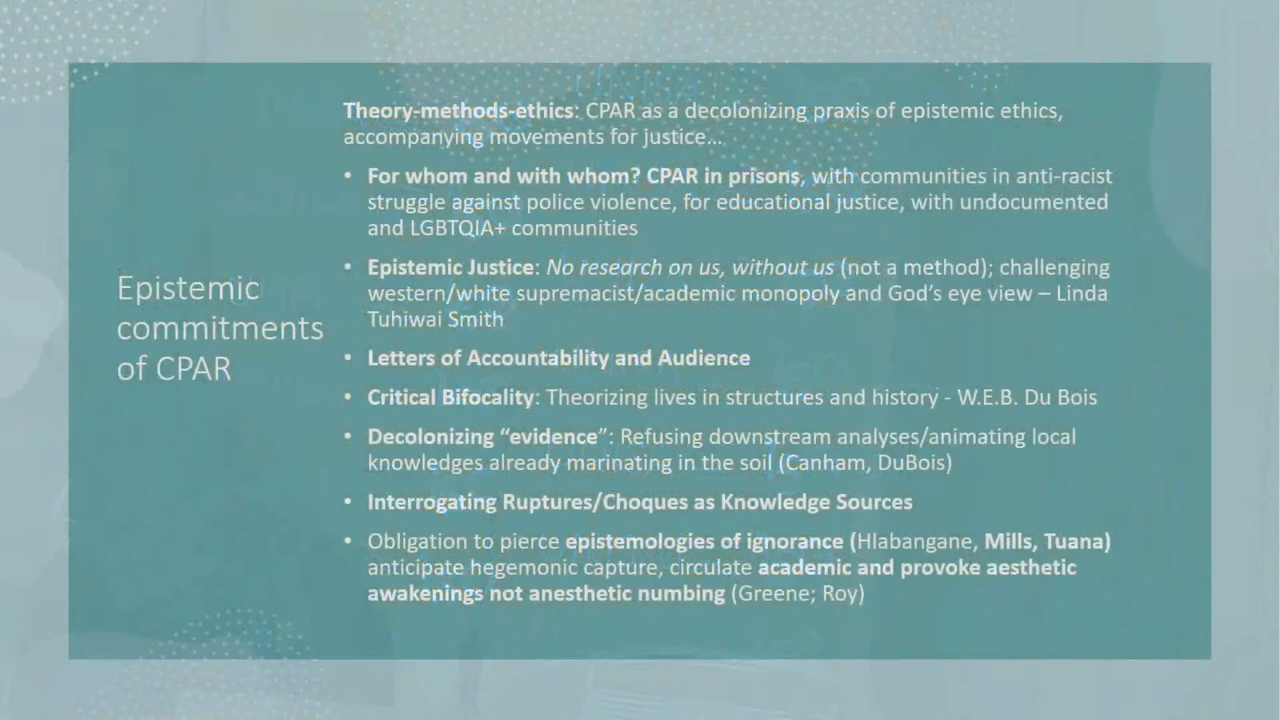 Epistemic
commitments
of CPAR
Theory-methods-ethics: CPAR as a decolonizing praxis of epistemic ethics,
accompanying movements for justice…
• For whom and with whom? CPAR in prisons, with communities in anti-racist
struggle against police violence, for educational justice, with undocumented
and LGBTQIA+ communities
• Epistemic Justice: No research on us, without us (not a method); challenging
western/white supremacist/academic monopoly and God’s eye view – Linda
Tuhiwai Smith
• Letters of Accountability and Audience
• Critical Bifocality: Theorizing lives in structures and history - W.E.B. Du Bois
• Decolonizing “evidence”: Refusing downstream analyses/animating local
knowledges already marinating in the soil (Canham, DuBois)
• Interrogating Ruptures/Choques as Knowledge Sources
• Obligation to pierce epistemologies of ignorance (Hlabangane, Mills, Tuana)
anticipate hegemonic capture, circulate academic and provoke aesthetic
awakenings not anesthetic numbing (Greene; Roy)